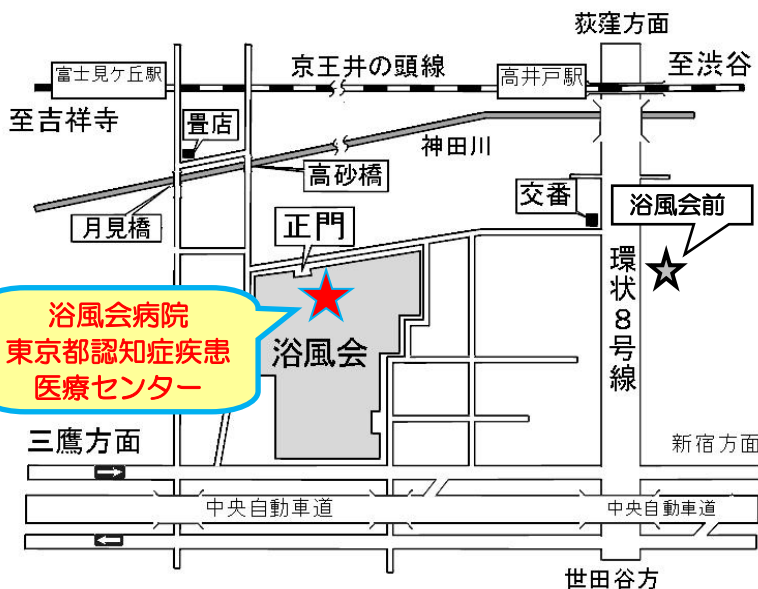 荻窪方面
富士見ケ丘駅
京王井の頭線
高井戸駅
至渋谷
至吉祥寺
畳店
神田川
高砂橋
月見橋
正門
交番
浴風会前
浴風会病院
東京都認知症疾患
医療センター
浴風会
環状8号線
三鷹方面
新宿方面
中央自動車道
中央自動車道
世田谷方